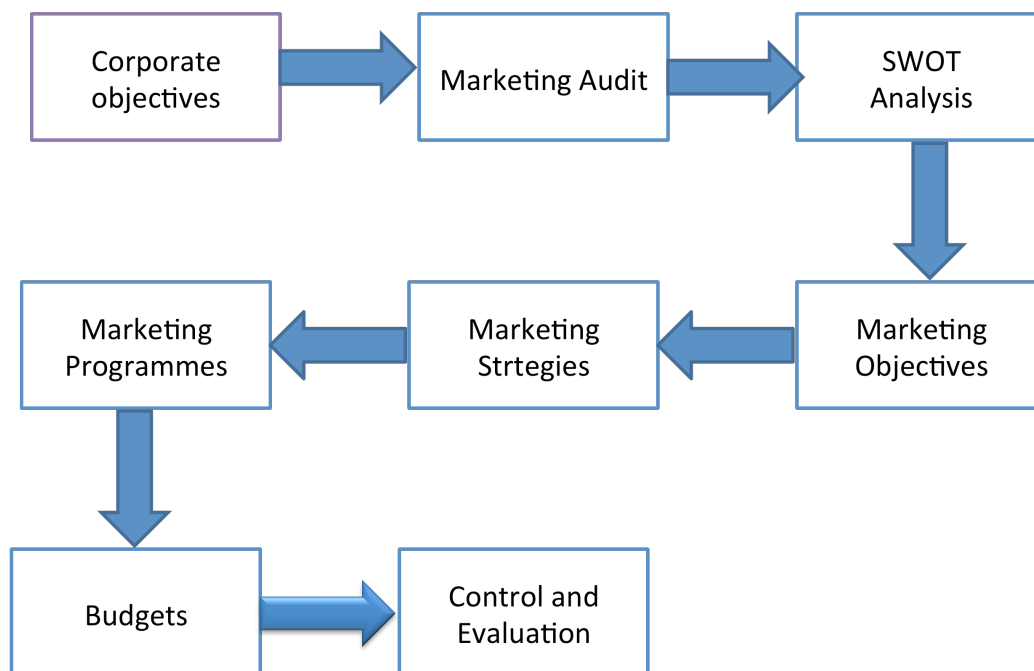 Corporate
objectives
Marketing Audit
SWOT
Analysis
Marketing
Objectives
Marketing
Strtegies
Marketing
Programmes
Budgets
Control and
Evaluation